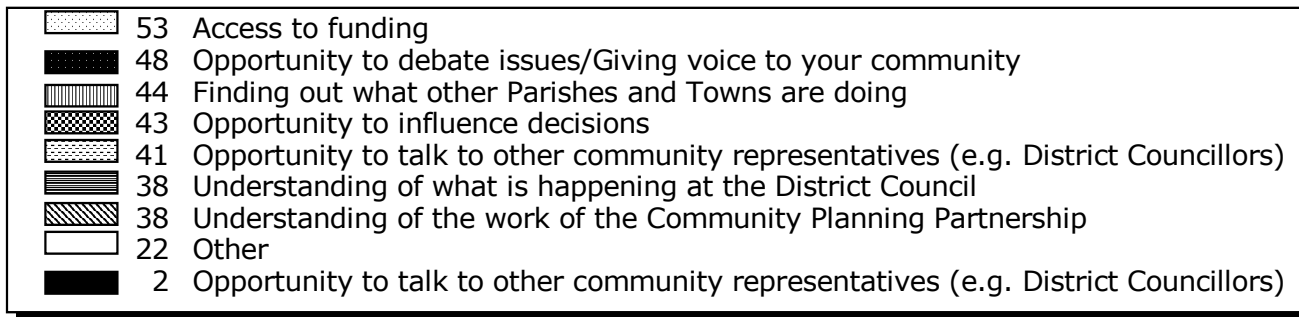 53 Access to funding
48 Opportunity to debate issues/Giving voice to your community
44 Finding out what other Parishes and Towns are doing
43 Opportunity to influence decisions
41 Opportunity to talk to other community representatives (e.g. District Councillors)
38 Understanding of what is happening at the District Council
38 Understanding of the work of the Community Planning Partnership
22 Other
2 Opportunity to talk to other community representatives (e.g. District Councillors)